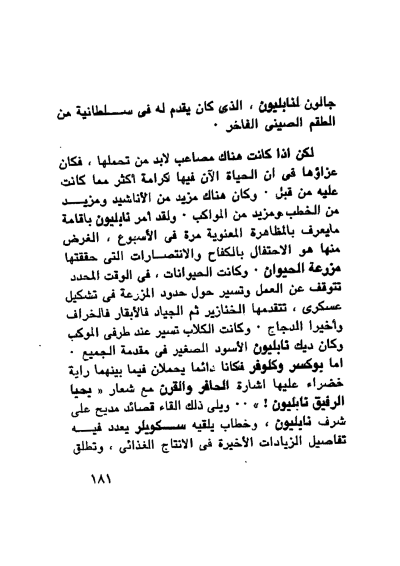 جالون لنابليون ، الذى كان يقدم له فى ســـلطانية من
الطقم الصينى الفاخر ·
لكن اذا كانت هناك مصاعب لابد من تحملها ، فكان
عزاؤها فى أن الحياة الآن فيها كرامة أكثر مما كانت
عليه من قبل · وكان هناك مزيد من الأناشيد ومزيـــد
من الخطب ومزيد من المواكب · ولقد أمر نابليون باقامة
مايعرف بالمظاهرة المعنوية مرة فى الأسبوع ، الغرض
منها هو الاحتفال بالكفاح والانتصــارات التى حققتها
مزرعة الحيوان · وكانت الحيوانات ، فى الوقت المحدد
تتوقف عن العمل وتسير حول حدود المزرعة فى تشكيل
عسكرى ، تتقدمها الخنازير ثم الجياد فالأبقار فالخراف
وأخيرا الدجاج · وكانت الكلاب تسير عند طرفى الموكب
وكان ديك نابليون الأسود الصغير فى مقدمة الجميع ·
اما بوكسر وكلوفر فكانا دائما يحملان فيما بينهما راية
خضراء عليها اشارة الحافر والقرن مع شعار « يحيا
الرفيق نابليون ! » ·· ويلى ذلك القاء قصائد مديح على
شرف نابليون ، وخطاب يلقيه ســكويلر يعدد فيـــه
تفاصيل الزيادات الأخيرة فى الانتاج الغذائى ، وتطلق
١٨١